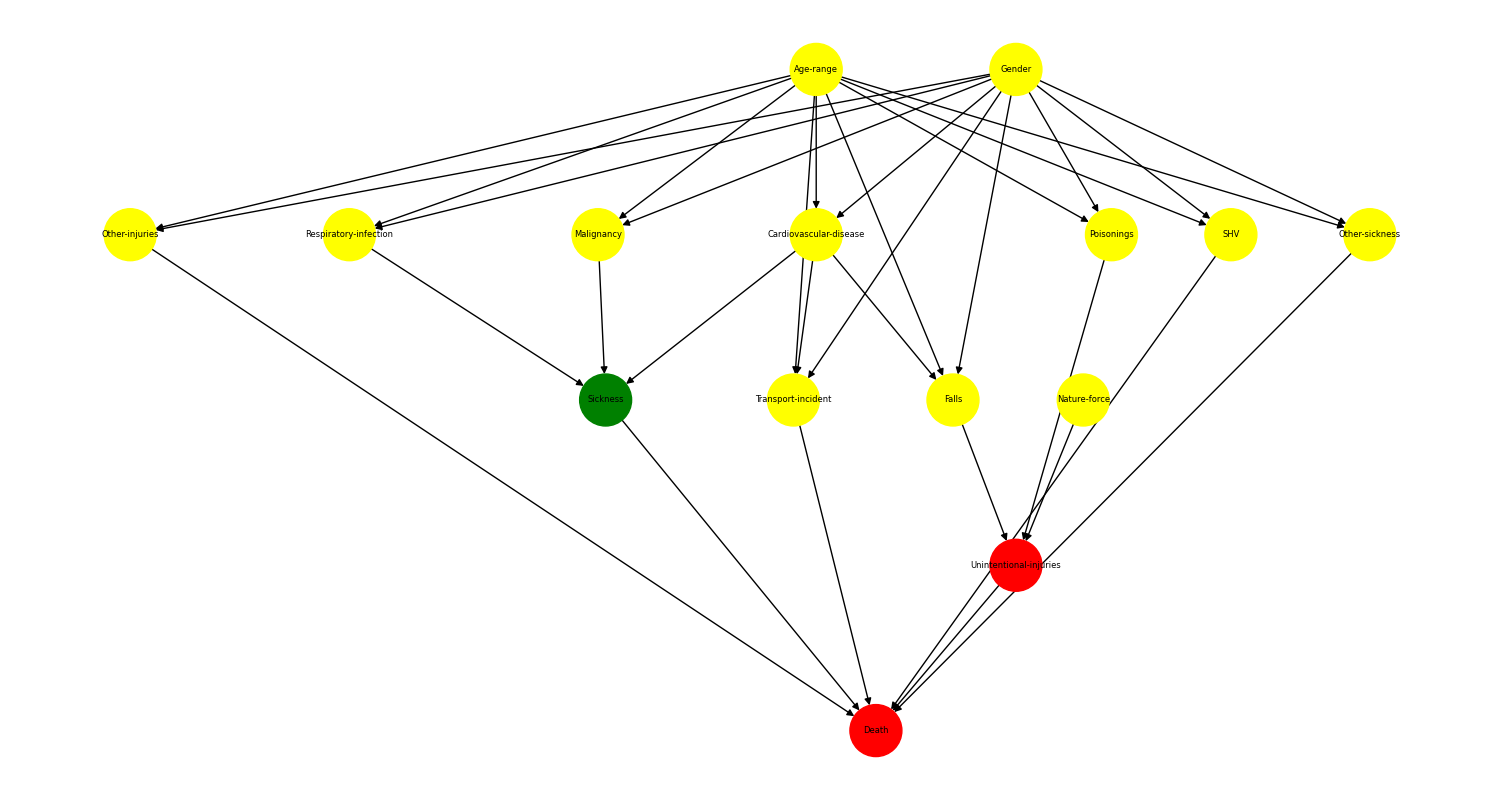 Age-range
Gender
Other-injuries
Respiratory-infection
Malignancy
Cardiovascular-disease
Poisonings
SHV
Other-sickness
Sickness
Transport-incident
Falls
Nature-force
Unintentional-injuries
Death